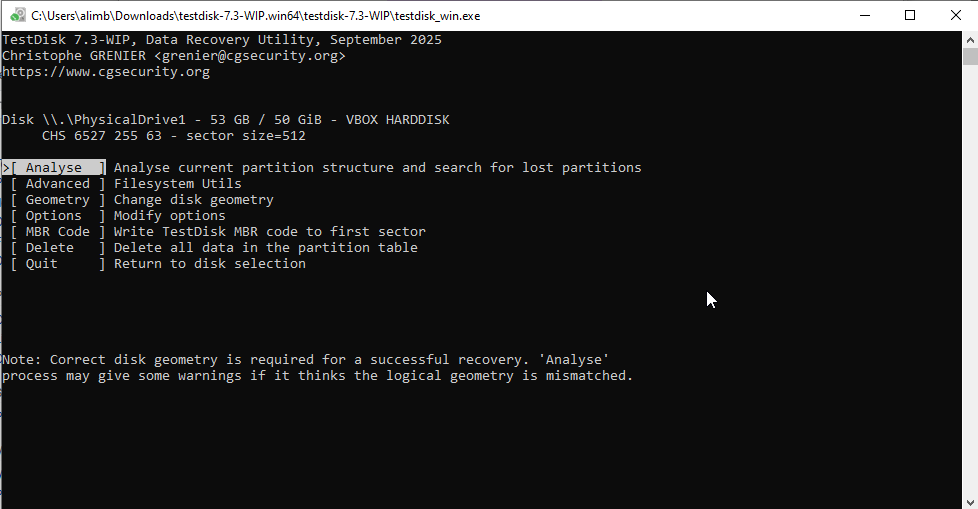 C:\Users\alimb\Downloads\testdisk-7.3-WIP.win64\testdisk-7.3-WIP\testdisk_win.exe
TestDisk 7.3-WIP, Data Recovery Utility, September 2025
Christophe GRENIER <grenier@cgsecurity.org>
https://www.cgsecurity.org
Disk \\.\PhysicalDrive1 - 53 GB / 50 GiB - VBOX HARDDISK
CHS 6527 255 63 - sector size=512
>[ Analyse  ] Analyse current partition structure and search for lost partitions
[ Advanced ] Filesystem Utils
[ Geometry ] Change disk geometry
[ Options  ] Modify options
[ MBR Code ] Write TestDisk MBR code to first sector
[ Delete   ] Delete all data in the partition table
[ Quit     ] Return to disk selection
Note: Correct disk geometry is required for a successful recovery. 'Analyse'
process may give some warnings if it thinks the logical geometry is mismatched.